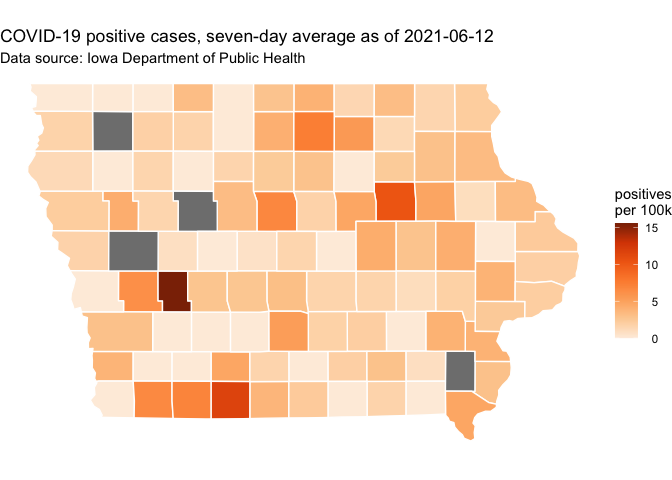 COVID-19 positive cases, seven-day average as of 2021-06-12
Data source: Iowa Department of Public Health
positives
per 100k
15
10
5
0